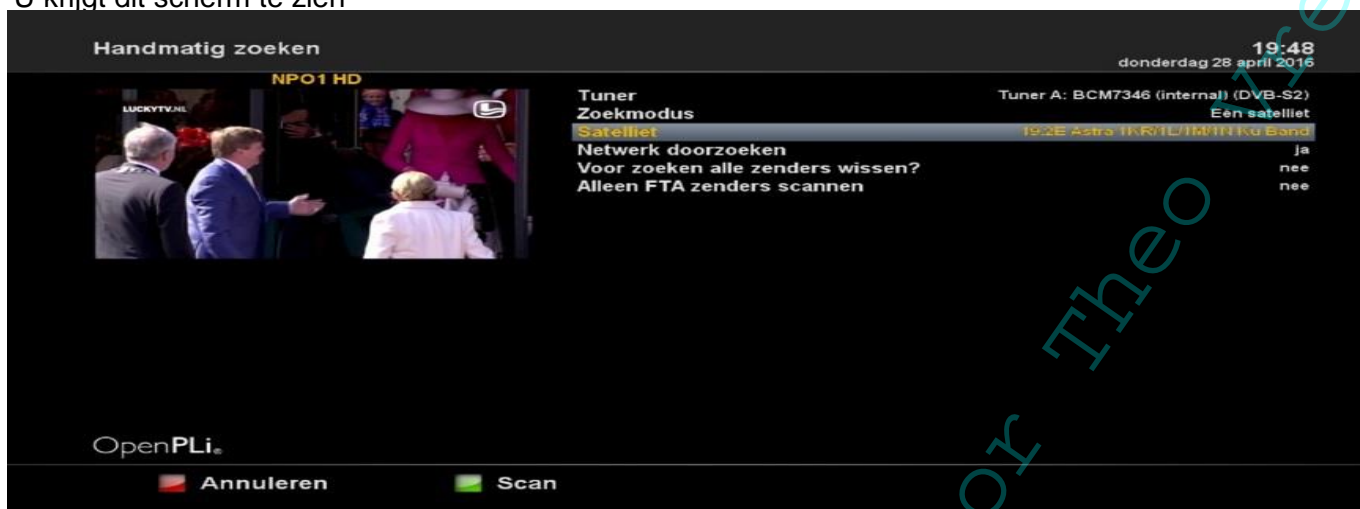 U krijgt dit scherm te zien
Handmatig zoeken
19:48
donderdag 28 april 2016
NPO1 HD
LUCKYTV.NL
Tuner Tuner A: BCM7346 (internal) (DVB-S2)
Zoekmodus Eén satelliet
Satelliet 19.2E Astra 1KR/1L/1M/1N Ku Band
Netwerk doorzoeken ja
Voor zoeken alle zenders wissen? nee
Alleen FTA zenders scannen nee
OpenPLi®
Annuleren Scan
or Theo Vre